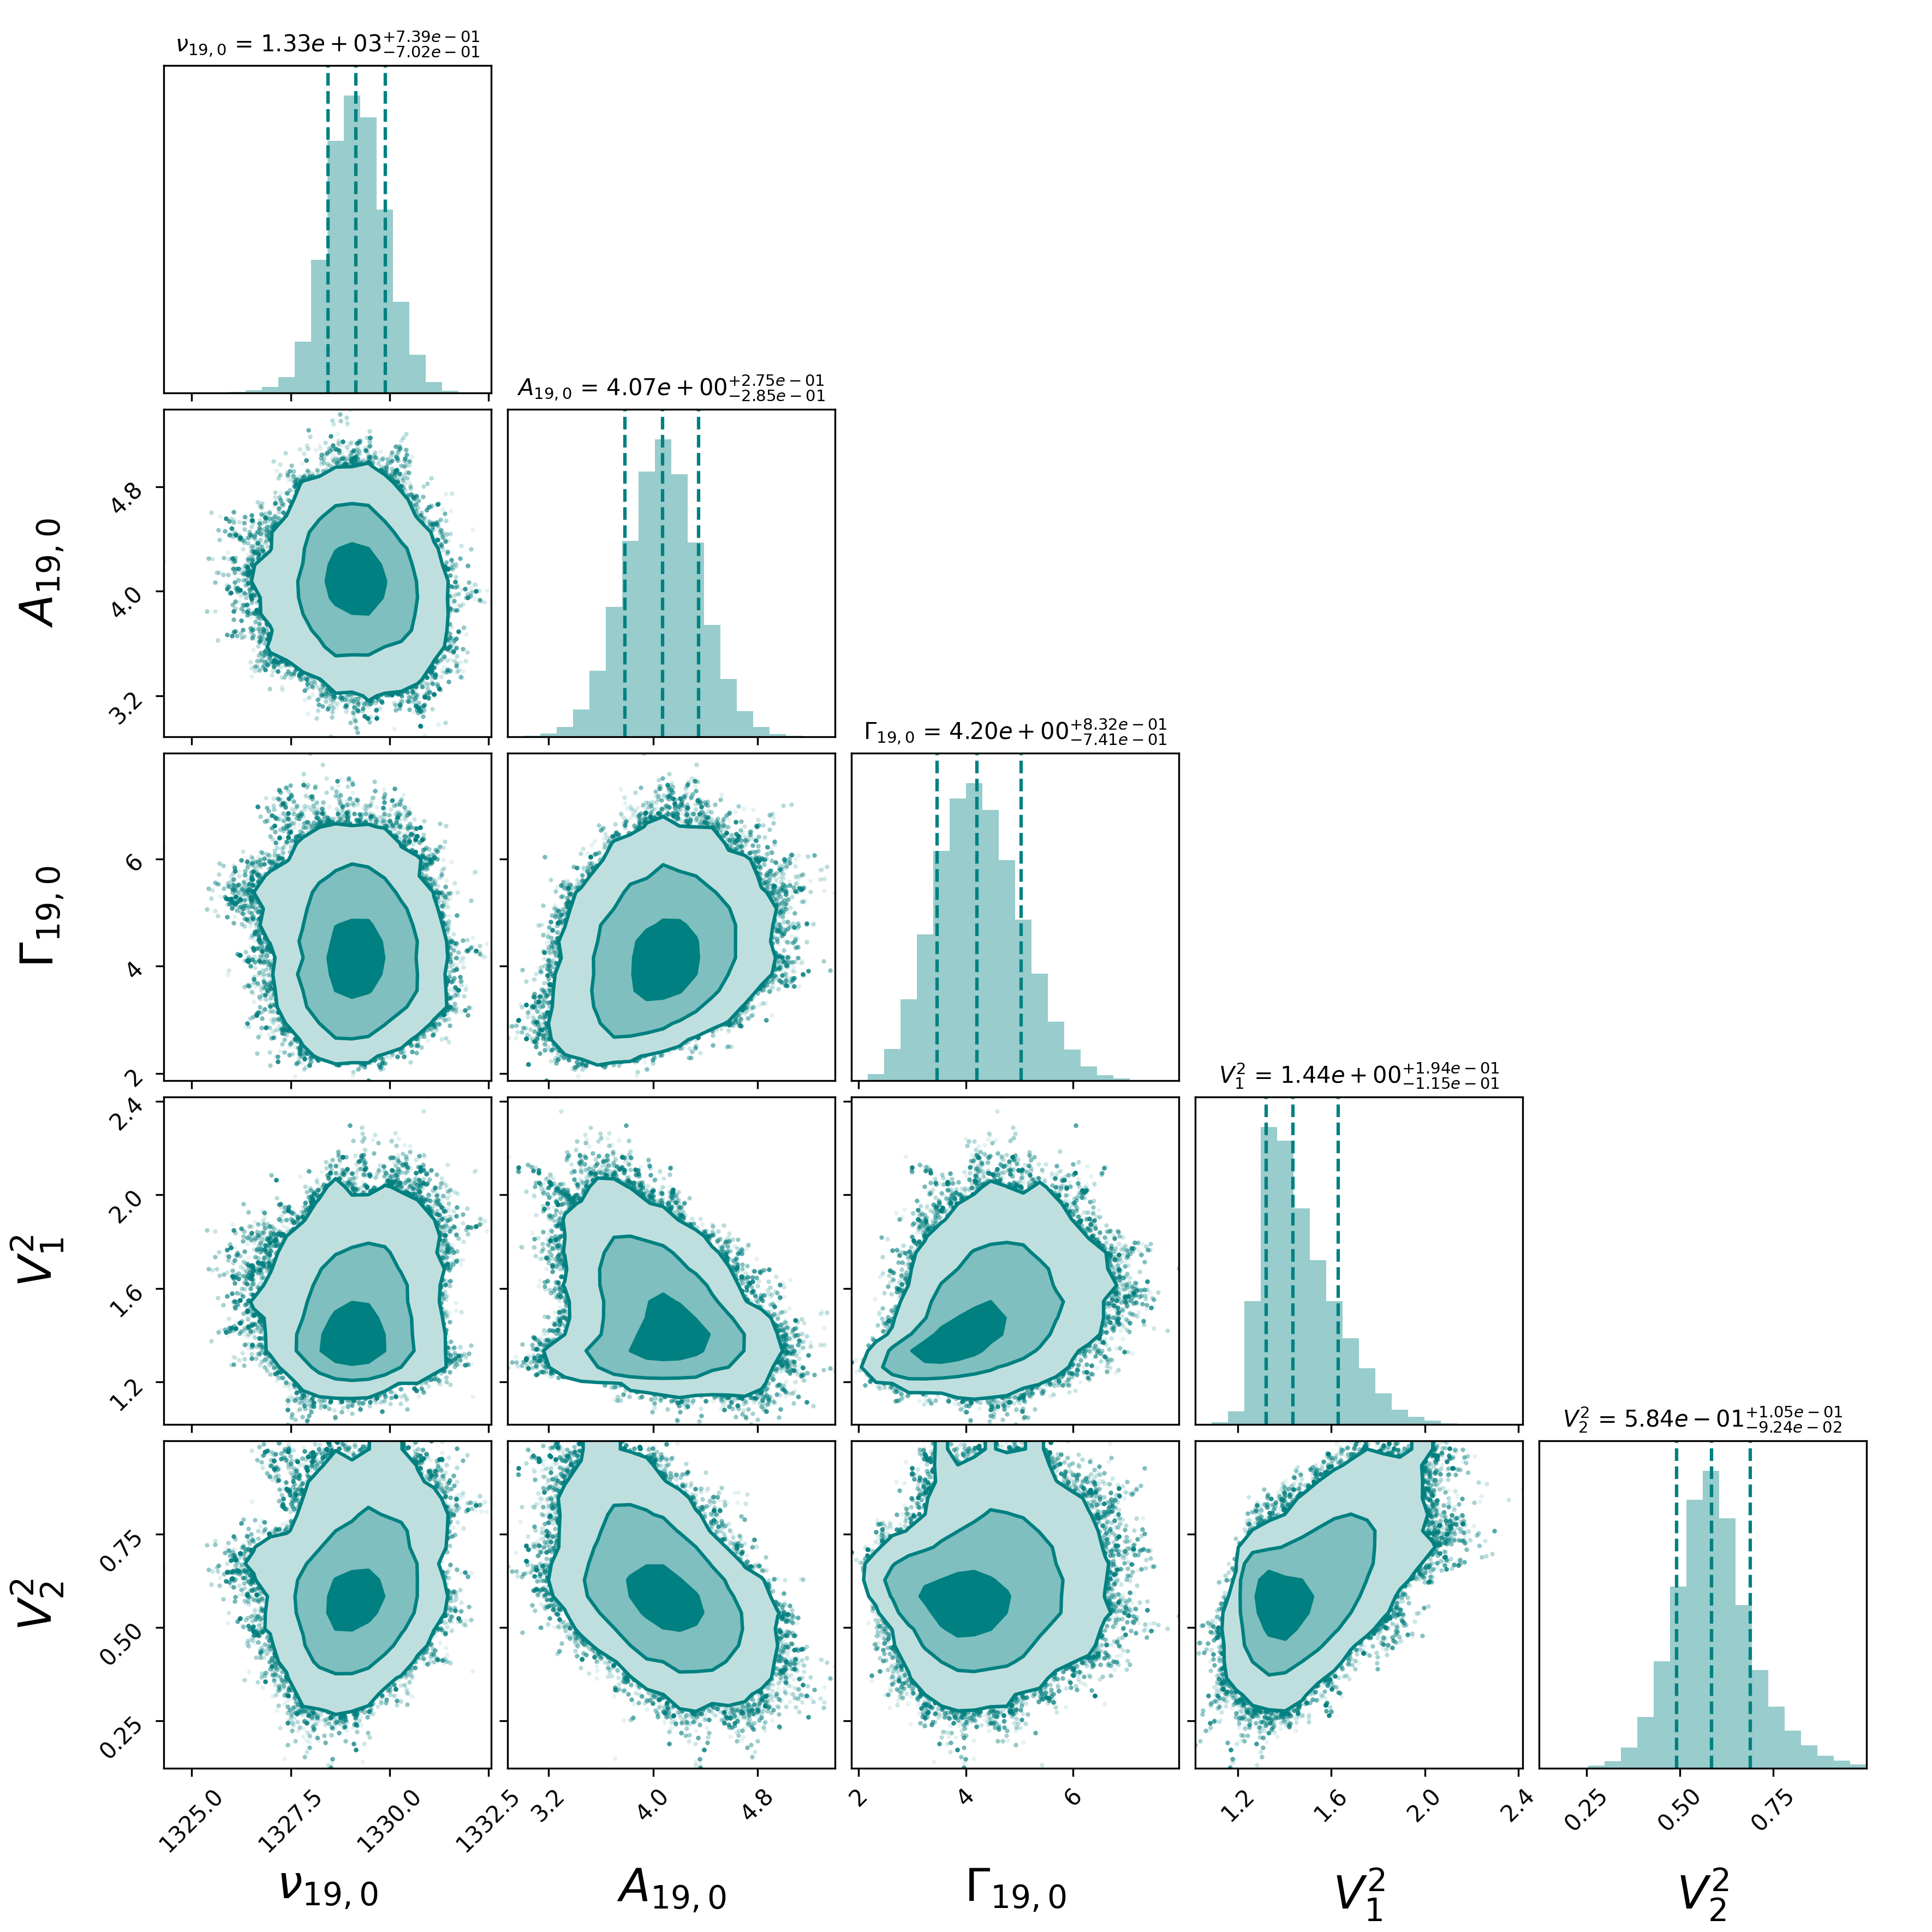 ν₁₉,₀ = 1.33e + 03 +7.39e−01 −7.02e−01
A₁₉,₀ = 4.07e + 00 +2.75e−01 −2.85e−01
4.8
4.0
3.2
A₁₉,₀
Γ₁₉,₀ = 4.20e + 00 +8.32e−01 −7.41e−01
6
4
2
Γ₁₉,₀
V₁² = 1.44e + 00 +1.94e−01 −1.15e−01
2.4
2.0
1.6
1.2
V₁²
V₂² = 5.84e − 01 +1.05e−01 −9.24e−02
0.75
0.50
0.25
V₂²
1325.0 1327.5 1330.0 1332.5 3.2 4.0 4.8 2 4 6 1.2 1.6 2.0 2.4 0.25 0.50 0.75
ν₁₉,₀ A₁₉,₀ Γ₁₉,₀ V₁² V₂²